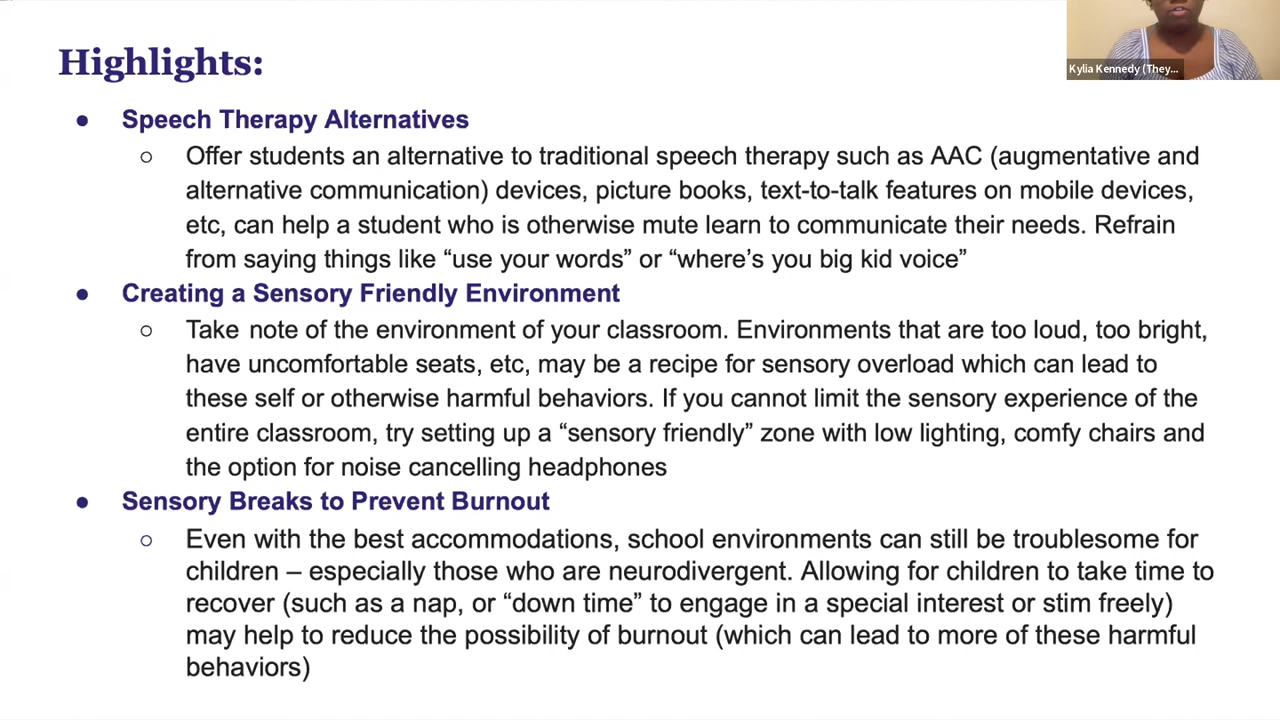 Highlights:
Kylia Kennedy (They...
● Speech Therapy Alternatives
○ Offer students an alternative to traditional speech therapy such as AAC (augmentative and
alternative communication) devices, picture books, text-to-talk features on mobile devices,
etc, can help a student who is otherwise mute learn to communicate their needs. Refrain
from saying things like “use your words” or “where’s you big kid voice”
● Creating a Sensory Friendly Environment
○ Take note of the environment of your classroom. Environments that are too loud, too bright,
have uncomfortable seats, etc, may be a recipe for sensory overload which can lead to
these self or otherwise harmful behaviors. If you cannot limit the sensory experience of the
entire classroom, try setting up a “sensory friendly” zone with low lighting, comfy chairs and
the option for noise cancelling headphones
● Sensory Breaks to Prevent Burnout
○ Even with the best accommodations, school environments can still be troublesome for
children – especially those who are neurodivergent. Allowing for children to take time to
recover (such as a nap, or “down time” to engage in a special interest or stim freely)
may help to reduce the possibility of burnout (which can lead to more of these harmful
behaviors)